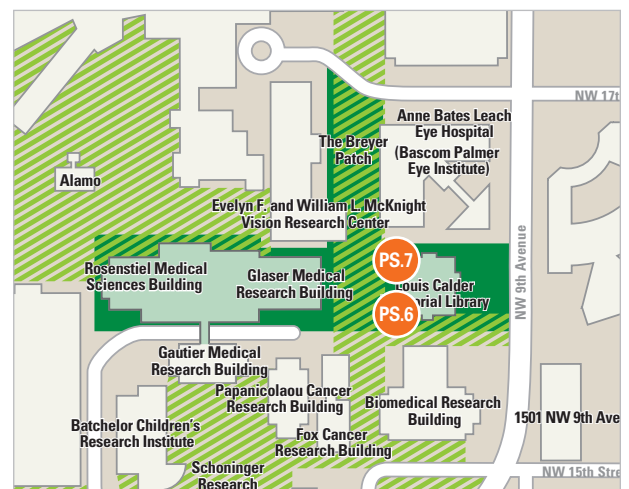 NW 17t
Anne Bates Leach
Eye Hospital
(Bascom Palmer
Eye Institute)
The Breyer
Patch
Alamo
Evelyn F. and William L. McKnight
Vision Research Center
PS.7
Rosenstiel Medical
Sciences Building
Glaser Medical
Research Building
Louis Calder
orial Library
PS.6
NW 9th Avenue
Gautier Medical
Research Building
Papanicolaou Cancer
Research Building
Biomedical Research
Building
1501 NW 9th Ave
Batchelor Children's
Research Institute
Fox Cancer
Research Building
Schoninger
Research
NW 15th Stre